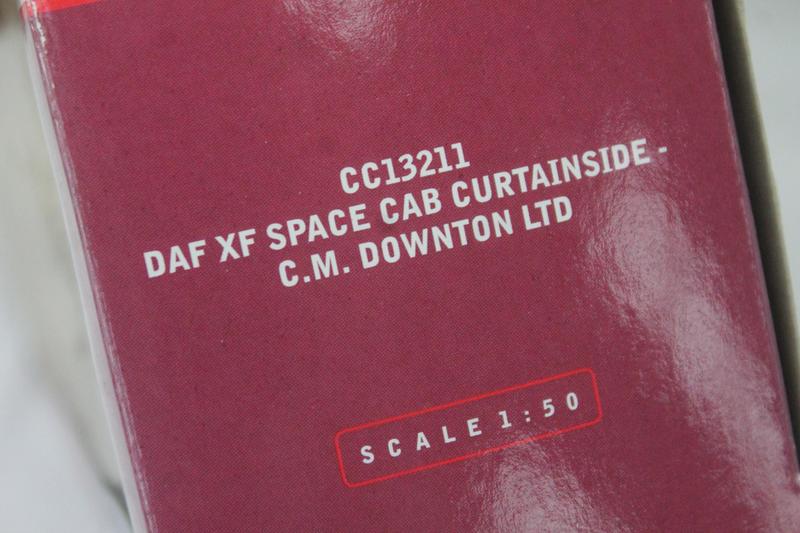 CC13211
DAF XF SPACE CAB CURTAINSIDE -
C.M. DOWNTON LTD
SCALE 1:50